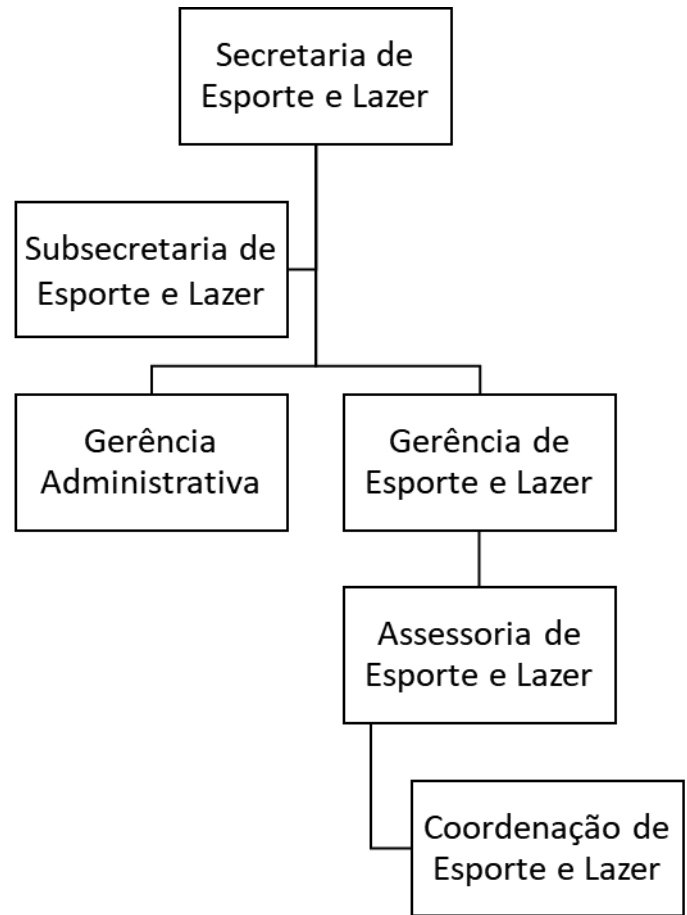 Secretaria de
Esporte e Lazer
Subsecretaria de
Esporte e Lazer
Gerência
Administrativa
Gerência de
Esporte e Lazer
Assessoria de
Esporte e Lazer
Coordenação de
Esporte e Lazer